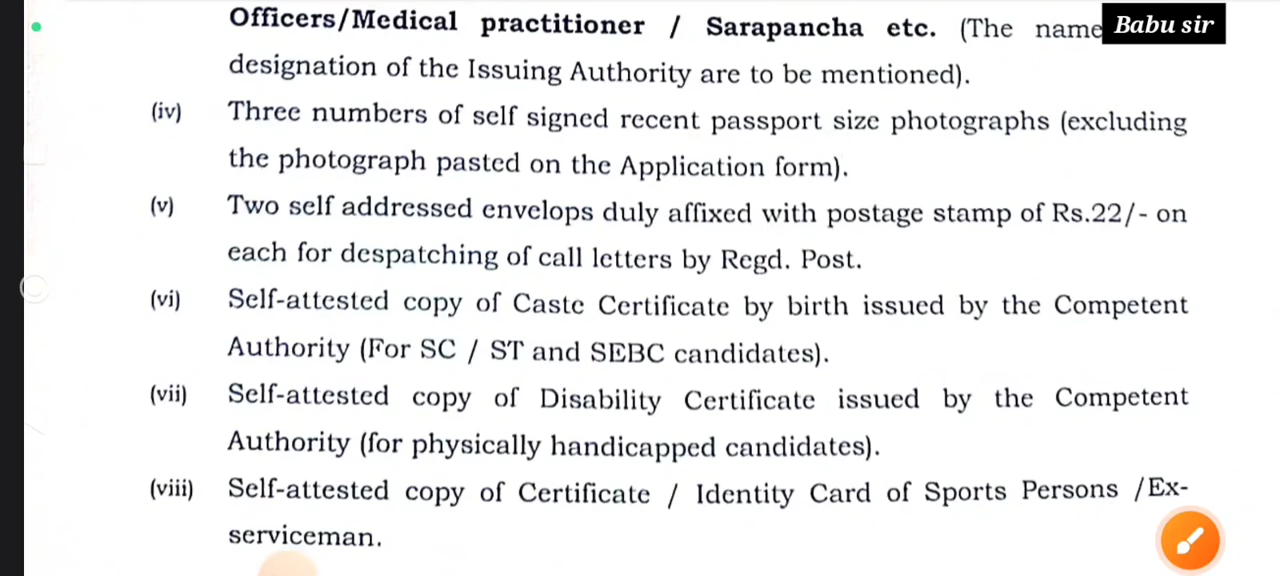 Officers/Medical practitioner / Sarapancha etc. (The name Babu sir
designation of the Issuing Authority are to be mentioned).
(iv) Three numbers of self signed recent passport size photographs (excluding
the photograph pasted on the Application form).
(v) Two self addressed envelops duly affixed with postage stamp of Rs.22/- on
each for despatching of call letters by Regd. Post.
(vi) Self-attested copy of Caste Certificate by birth issued by the Competent
Authority (For SC / ST and SEBC candidates).
(vii) Self-attested copy of Disability Certificate issued by the Competent
Authority (for physically handicapped candidates).
(viii) Self-attested copy of Certificate / Identity Card of Sports Persons /Ex-
serviceman.